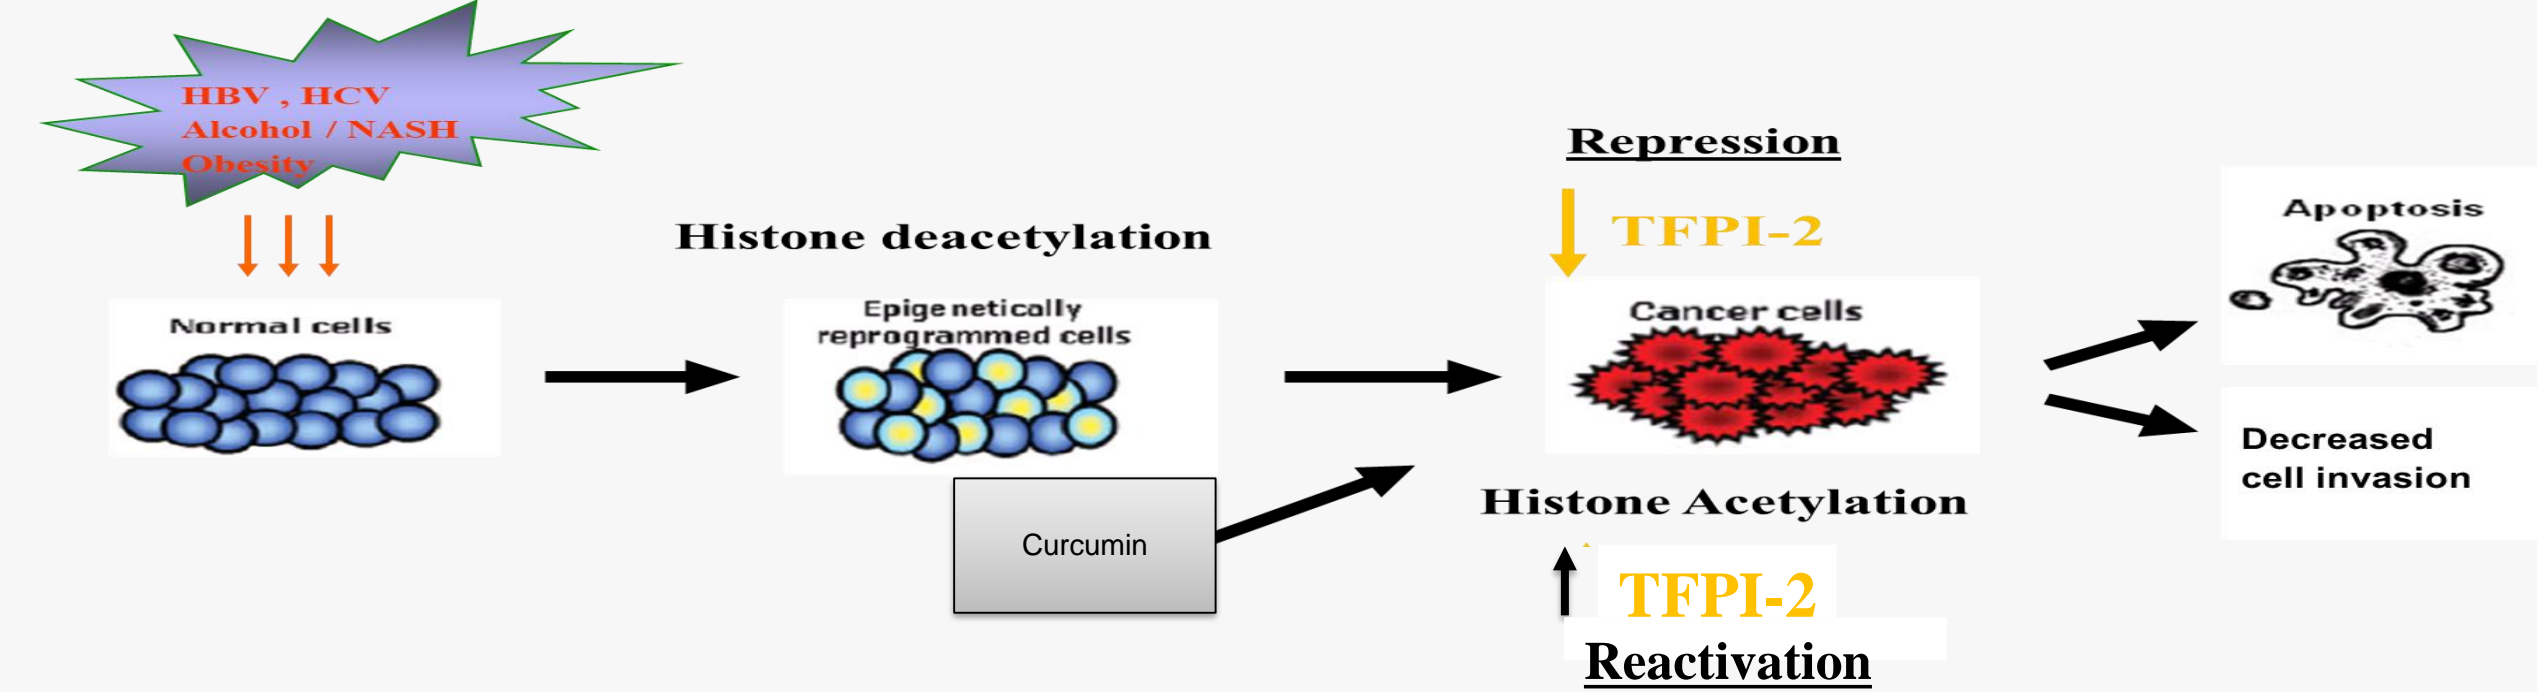 HBV , HCV
Alcohol / NASH
Obesity
Normal cells
Histone deacetylation
Epigenetically
reprogrammed cells
Curcumin
Repression
TFPI-2
Cancer cells
Histone Acetylation
TFPI-2
Reactivation
Apoptosis
Decreased
cell invasion